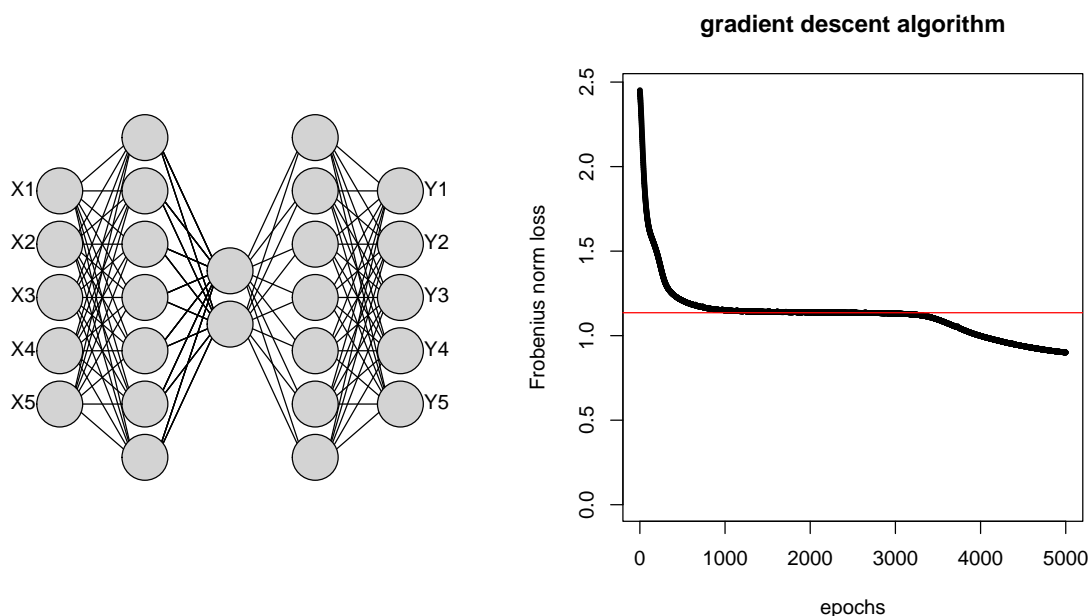 X1
X2
X3
X4
X5
Y1
Y2
Y3
Y4
Y5
gradient descent algorithm
Frobenius norm loss
2.5
2.0
1.5
1.0
0.5
0.0
0 1000 2000 3000 4000 5000
epochs